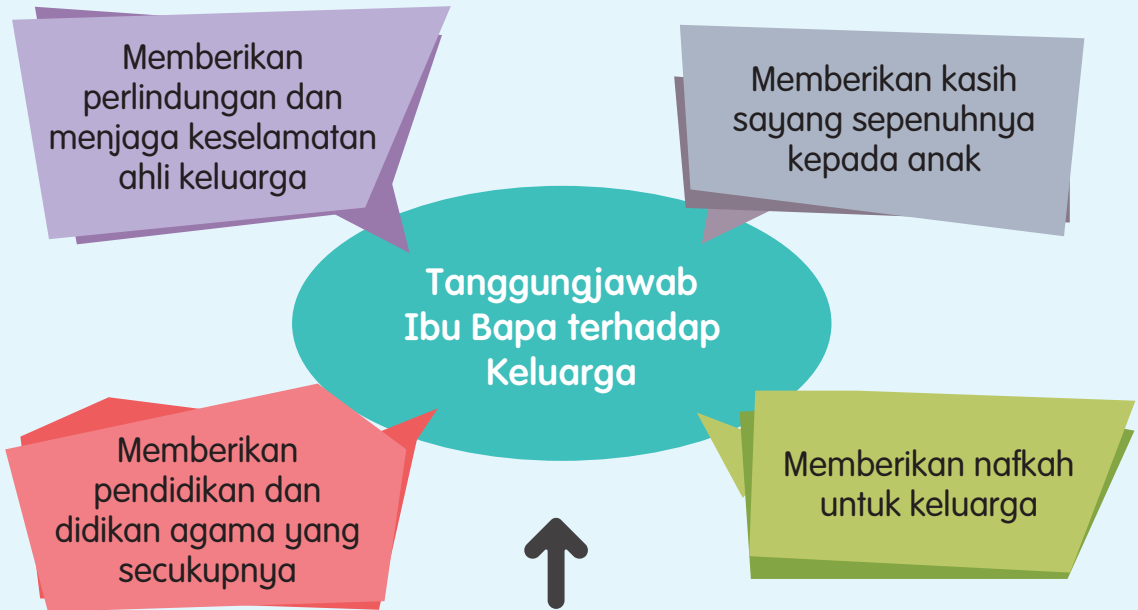 Memberikan
perlindungan dan
menjaga keselamatan
ahli keluarga
Memberikan kasih
sayang sepenuhnya
kepada anak
Tanggungjawab
Ibu Bapa terhadap
Keluarga
Memberikan
pendidikan dan
didikan agama yang
secukupnya
Memberikan nafkah
untuk keluarga